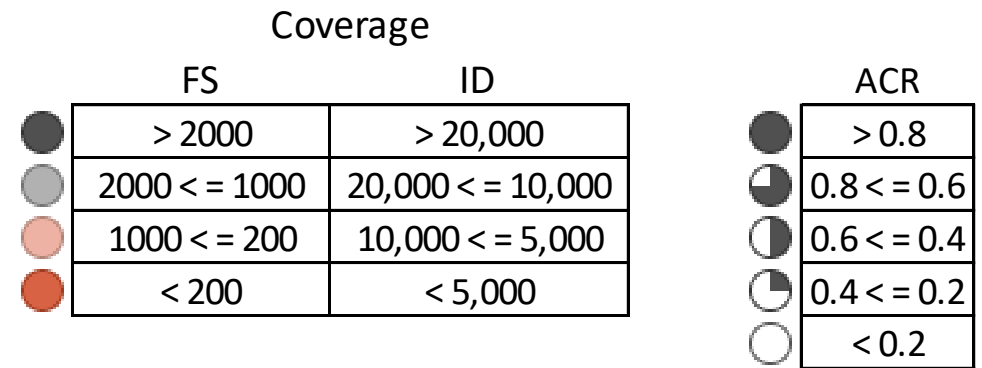 Coverage
FS ID ACR
> 2000 > 20,000 > 0.8
2000 < = 1000 20,000 < = 10,000 0.8 < = 0.6
1000 < = 200 10,000 < = 5,000 0.6 < = 0.4
< 200 < 5,000 0.4 < = 0.2
< 0.2